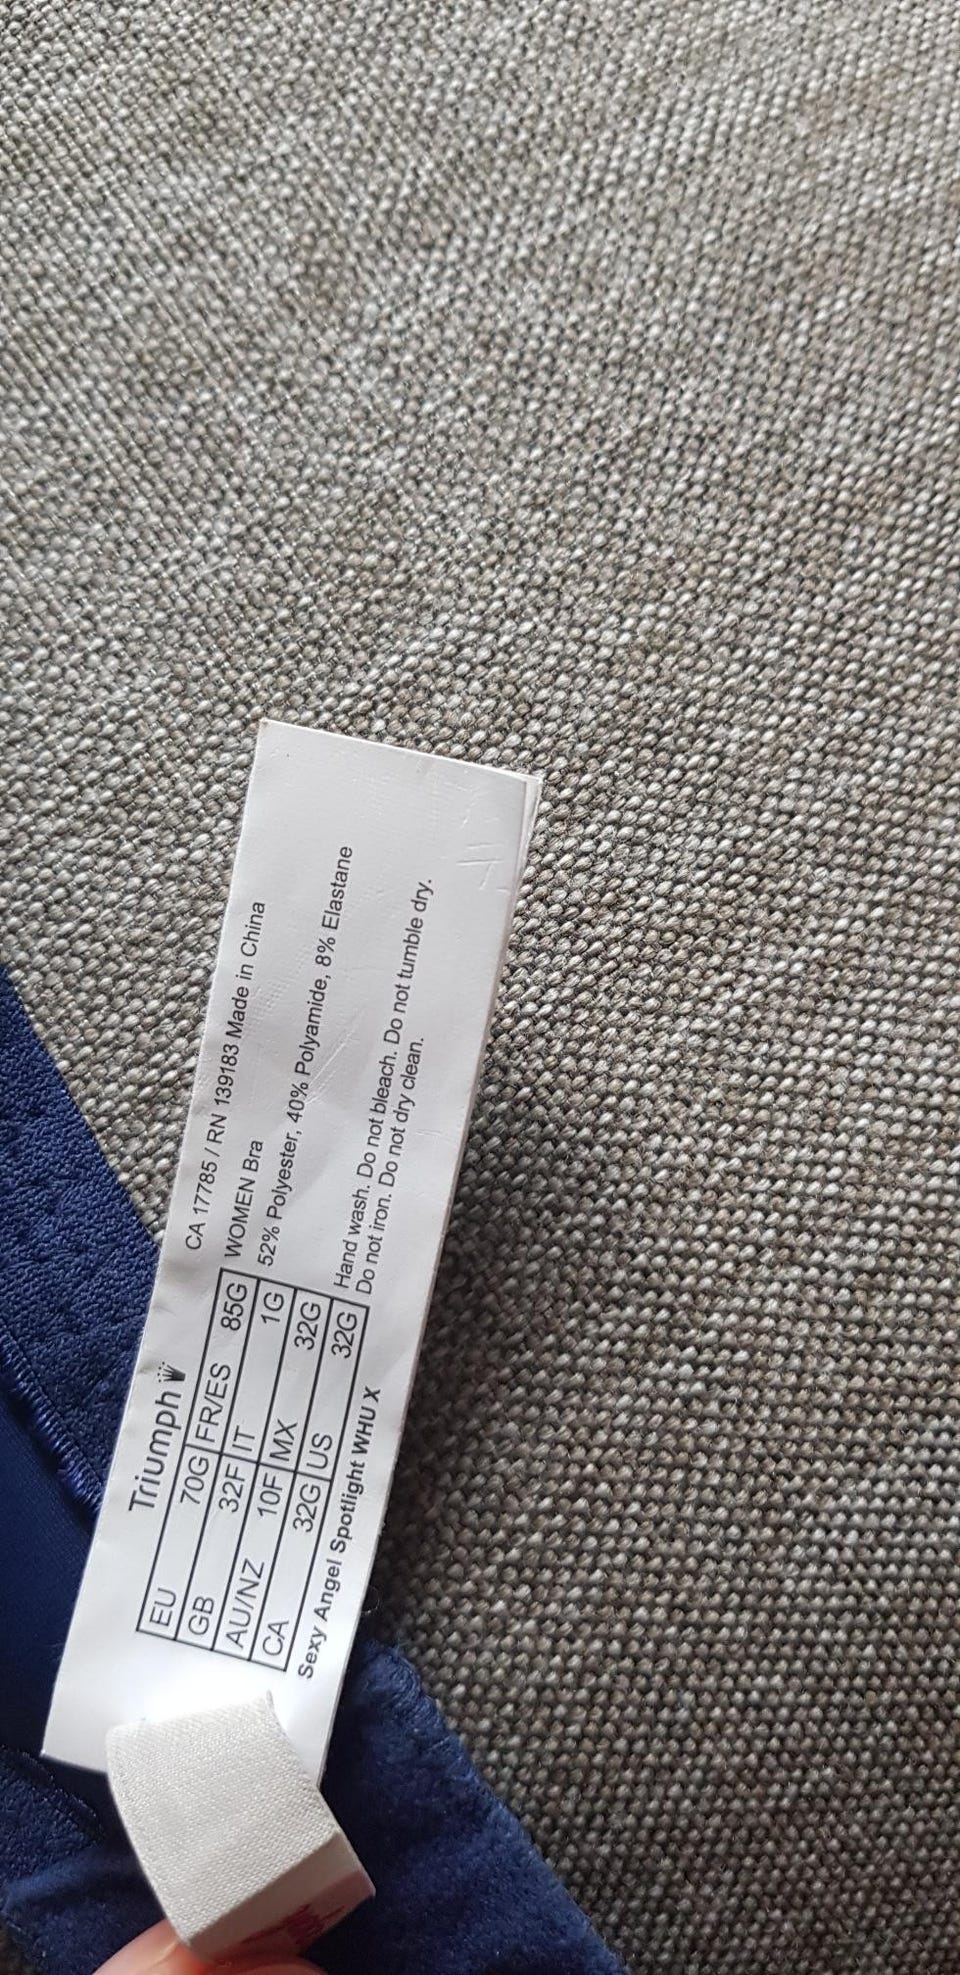 Triumph
EU 70G FR/ES 85G
GB 32F IT 1G
AU/NZ 10F MX 32G
CA 32G US 32G
Sexy Angel Spotlight WHU X
CA 17785 / RN 139183 Made in China
WOMEN Bra
52% Polyester, 40% Polyamide, 8% Elastane
Hand wash. Do not bleach. Do not tumble dry.
Do not iron. Do not dry clean.